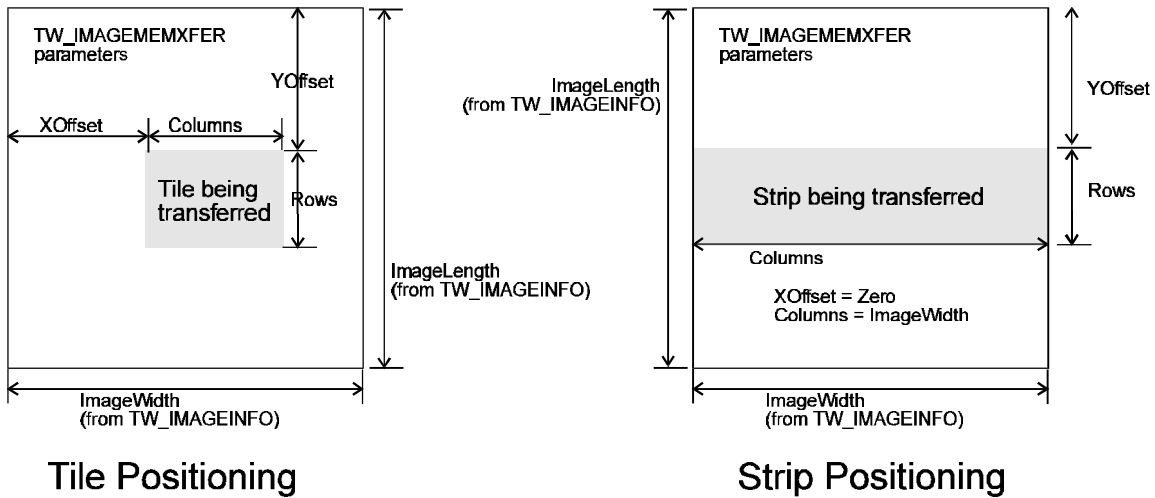 TW_IMAGEMEMXFER
parameters
YOffset
XOffset
Columns
Tile being
transferred
Rows
ImageLength
(from TW_IMAGEINFO)
ImageWidth
(from TW_IMAGEINFO)
Tile Positioning
TW_IMAGEMEMXFER
parameters
ImageLength
(from TW_IMAGEINFO)
YOffset
Strip being transferred
Rows
Columns
XOffset = Zero
Columns = ImageWidth
ImageWidth
(from TW_IMAGEINFO)
Strip Positioning